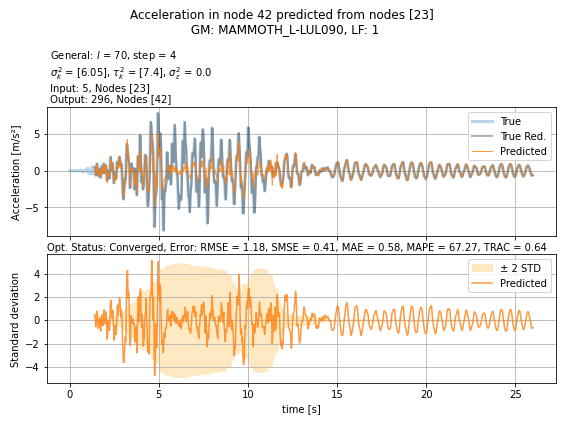 Acceleration in node 42 predicted from nodes [23]
GM: MAMMOTH_L-LUL090, LF: 1
General: l = 70, step = 4
σ²ₖ = [6.05], τ²ₖ = [7.4], σ²ε = 0.0
Input: 5, Nodes [23]
Output: 296, Nodes [42]
Acceleration [m/s²]
5
0
−5
True
True Red.
Predicted
Opt. Status: Converged, Error: RMSE = 1.18, SMSE = 0.41, MAE = 0.58, MAPE = 67.27, TRAC = 0.64
Standard deviation
4
2
0
−2
−4
± 2 STD
Predicted
0 5 10 15 20 25
time [s]